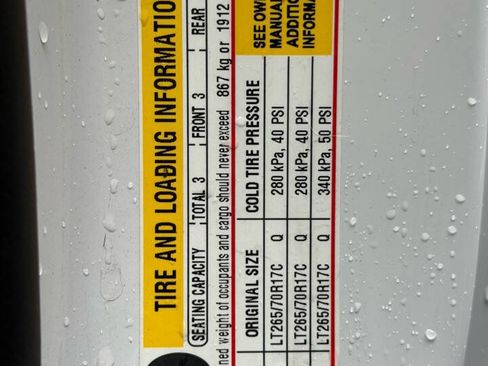 TIRE AND LOADING INFORMATIO
SEATING CAPACITY TOTAL 3 FRONT 3 REAR
ned weight of occupants and cargo should never exceed 867 kg or 1912
ORIGINAL SIZE COLD TIRE PRESSURE SEE OW
MANUA
ADDITIO
INFORMA
LT265/70R17C Q 280 kPa, 40 PSI
LT265/70R17C Q 280 kPa, 40 PSI
LT265/70R17C Q 340 kPa, 50 PSI